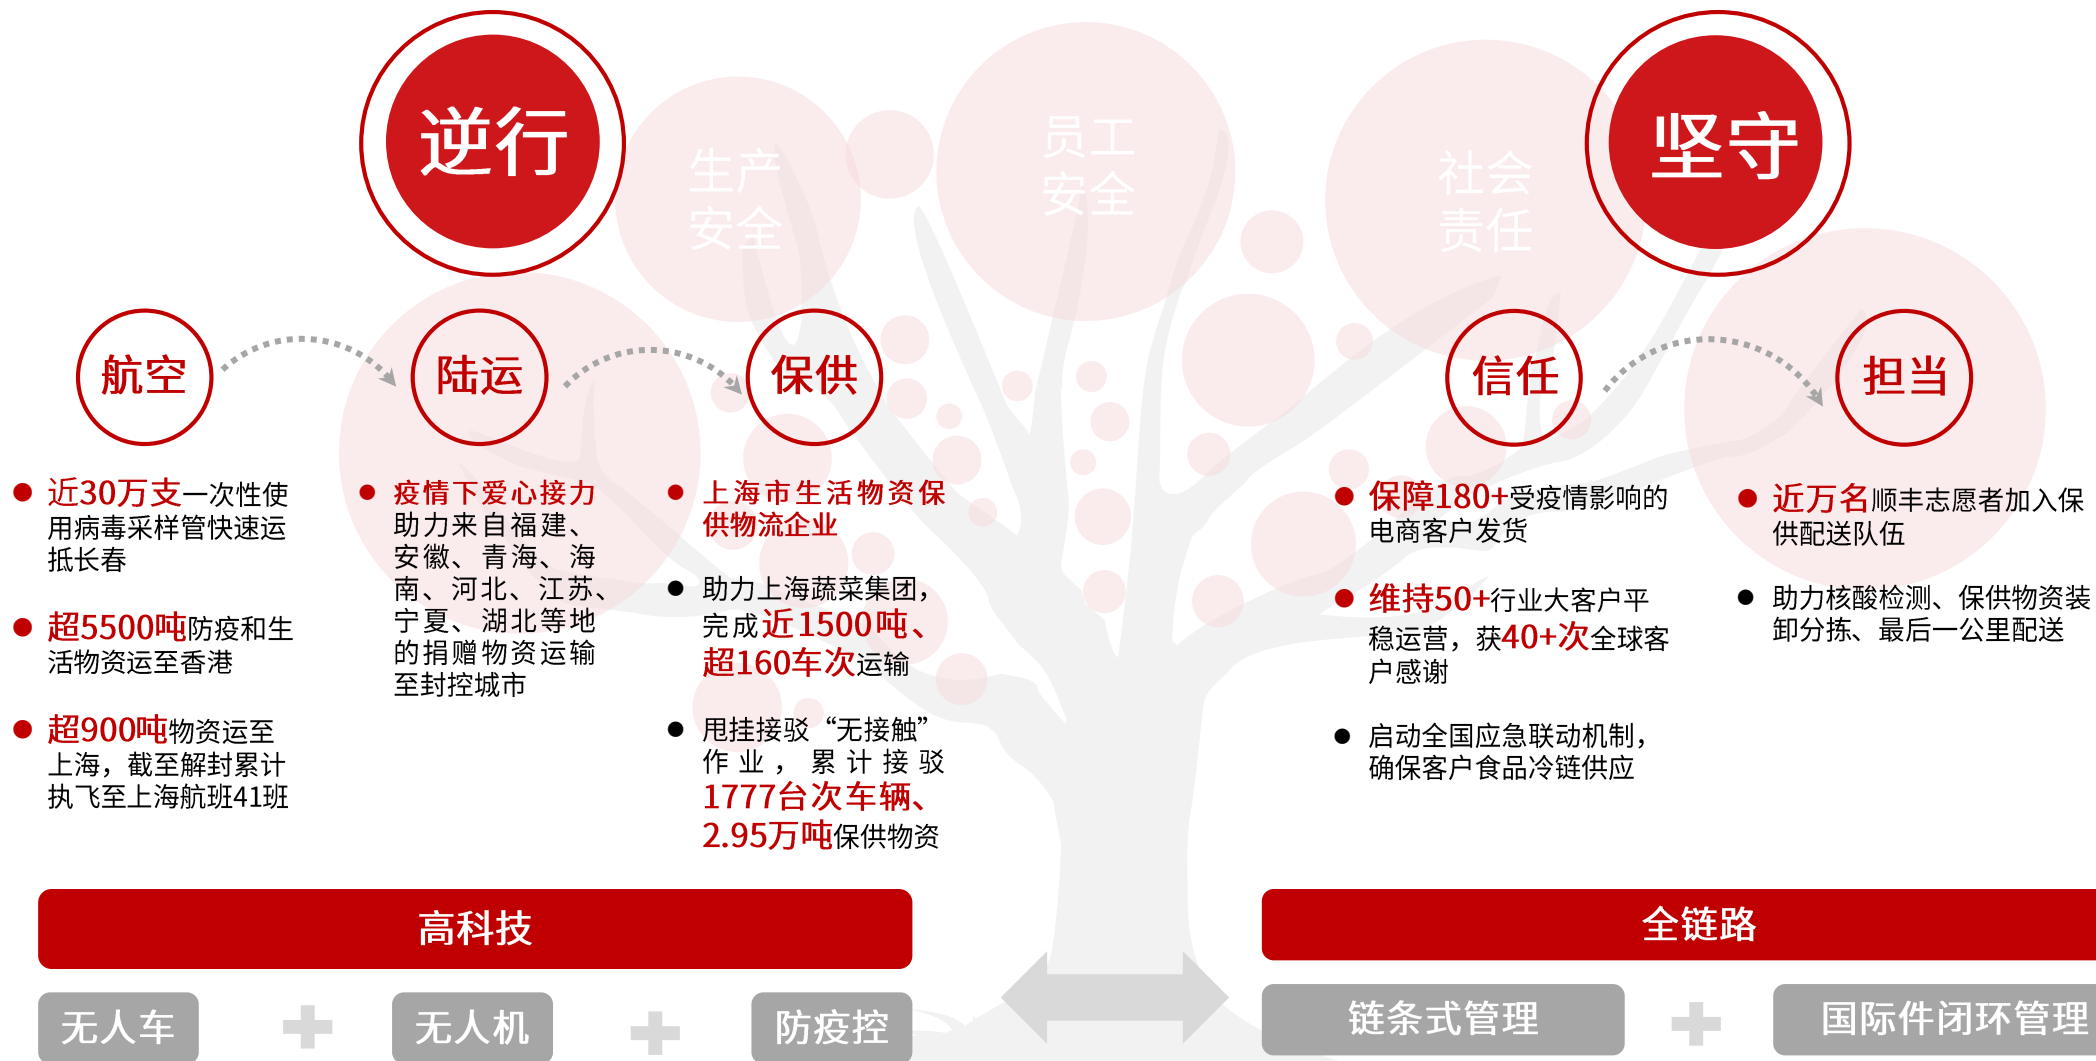 逆行
坚守
生产
安全
员工
安全
社会
责任
航空
陆运
保供
信任
担当
近30万支一次性使
用病毒采样管快速运
抵长春
超5500吨防疫和生
活物资运至香港
超900吨物资运至
上海，截至解封累计
执飞至上海航班41班
疫情下爱心接力
助力来自福建、
安徽、青海、海
南、河北、江苏、
宁夏、湖北等地
的捐赠物资运输
至封控城市
上海市生活物资保
供物流企业
助力上海蔬菜集团，
完成近1500吨、
超160车次运输
甩挂接驳“无接触”
作业，累计接驳
1777台次车辆、
2.95万吨保供物资
保障180+受疫情影响的
电商客户发货
维持50+行业大客户平
稳运营，获40+次全球客
户感谢
启动全国应急联动机制，
确保客户食品冷链供应
近万名顺丰志愿者加入保
供配送队伍
助力核酸检测、保供物资装
卸分拣、最后一公里配送
高科技
全链路
无人车
无人机
防疫控
链条式管理
国际件闭环管理